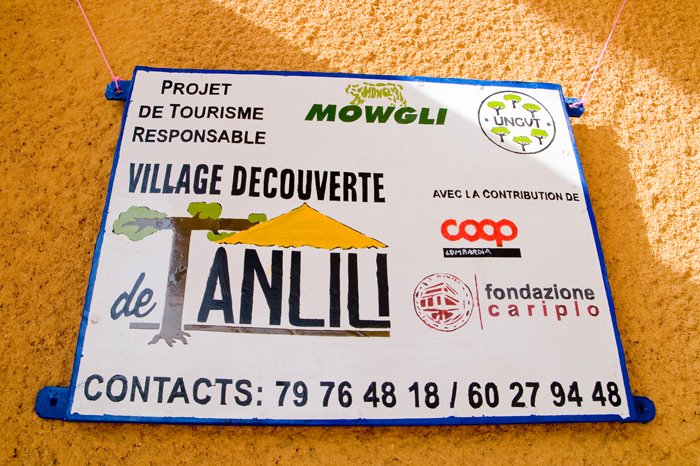 PROJET
DE TOURISME
RESPONSABLE
MOWGLI
MOWGLI
UNGVT
VILLAGE DECOUVERTE
de TANLILI
AVEC LA CONTRIBUTION DE
coop
LOMBARDIA
fondazione
cariplo
CONTACTS: 79 76 48 18 / 60 27 94 48